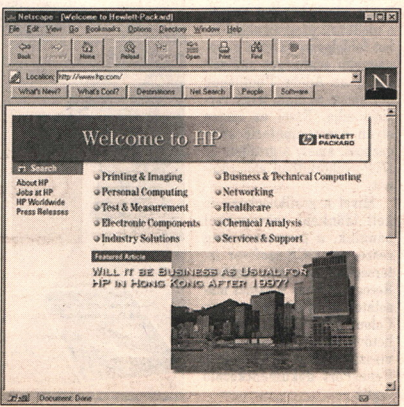 Netscape - [Welcome to Hewlett-Packard]
File Edit View Go Bookmarks Options Directory Window Help
Back Home Reload Open Print Find
Location: http://www.hp.com/
What's New? What's Cool? Destinations Net Search People Software
N
Welcome to HP
HEWLETT
PACKARD
Search
About HP
Jobs at HP
HP Worldwide
Press Releases
Printing & Imaging
Personal Computing
Test & Measurement
Electronic Components
Industry Solutions
Business & Technical Computing
Networking
Healthcare
Chemical Analysis
Services & Support
Featured Article
WILL IT BE BUSINESS AS USUAL FOR
HP IN HONG KONG AFTER 1997?
Document: Done